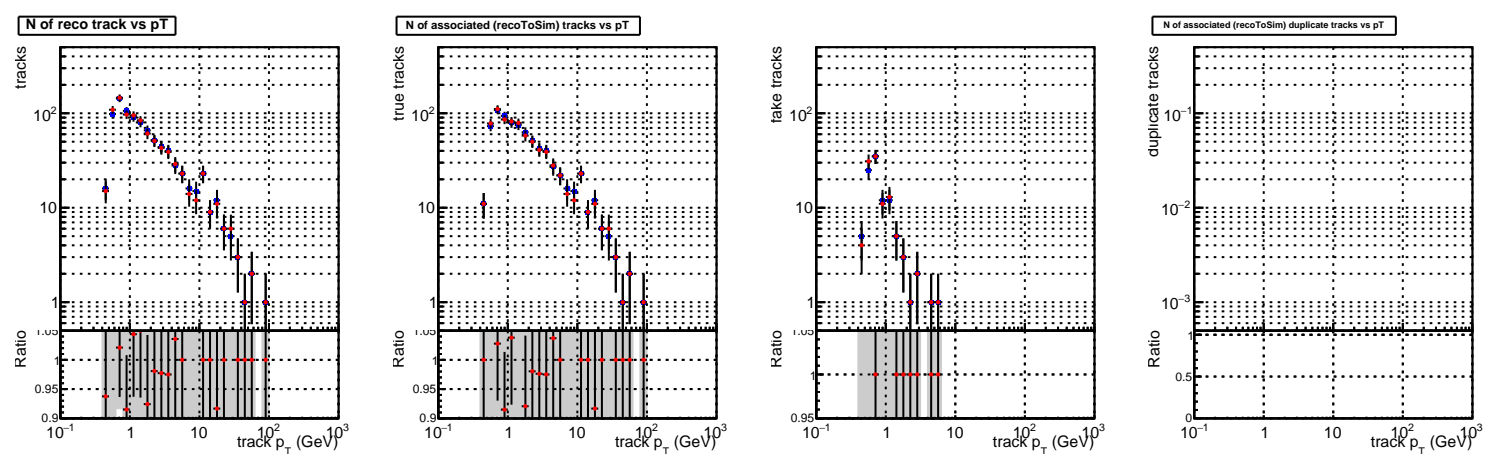 N of reco track vs pT
tracks
10²
10
1
Ratio
1.05
1
0.95
0.9
10⁻¹ 1 10 10² 10³
track p_T (GeV)
N of associated (recoToSim) tracks vs pT
true tracks
10²
10
1
Ratio
1.05
1
0.95
0.9
10⁻¹ 1 10 10² 10³
track p_T (GeV)
fake tracks
10²
10
1
Ratio
1.05
1
0.95
10⁻¹ 1 10 10² 10³
track p_T (GeV)
N of associated (recoToSim) duplicate tracks vs pT
duplicate tracks
10⁻¹
10⁻²
10⁻³
Ratio
1
0.5
0
10⁻¹ 1 10 10² 10³
track p_T (GeV)